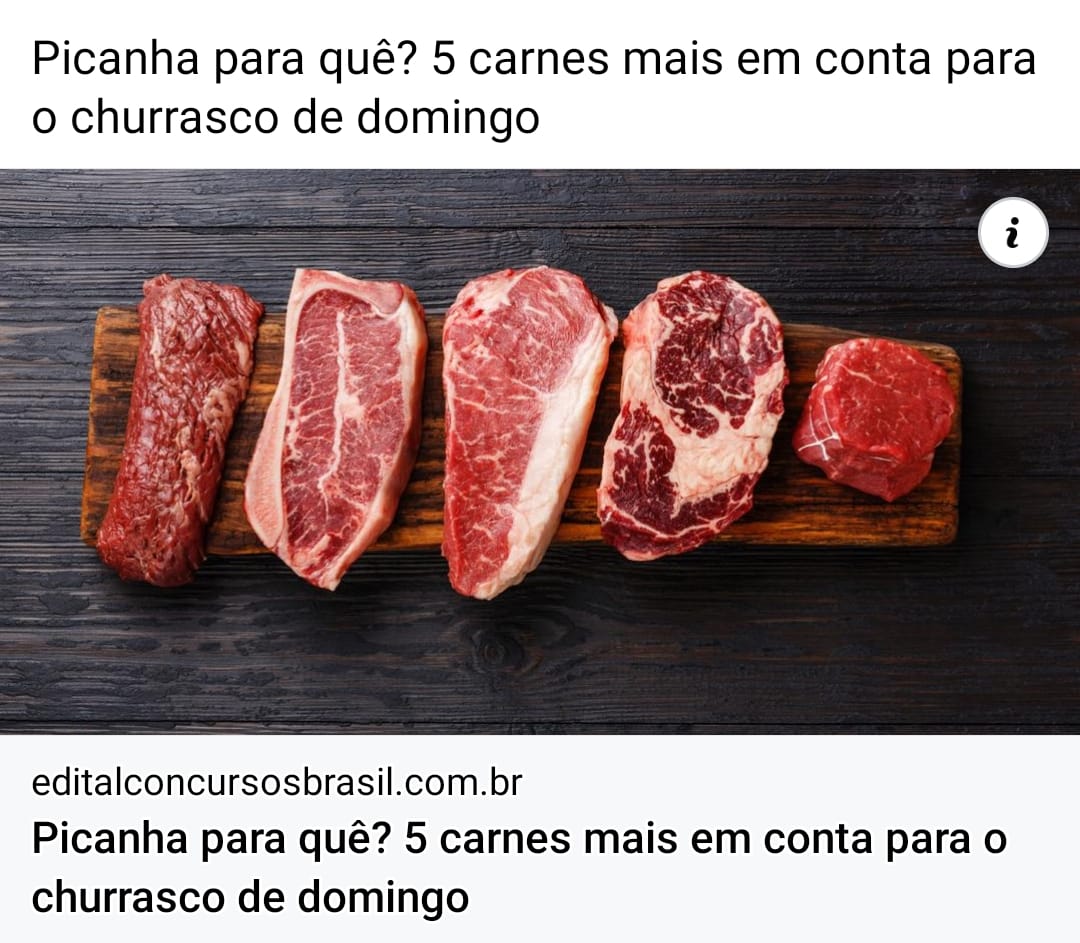 Picanha para quê? 5 carnes mais em conta para
o churrasco de domingo
i
editalconcursosbrasil.com.br
Picanha para quê? 5 carnes mais em conta para o
churrasco de domingo